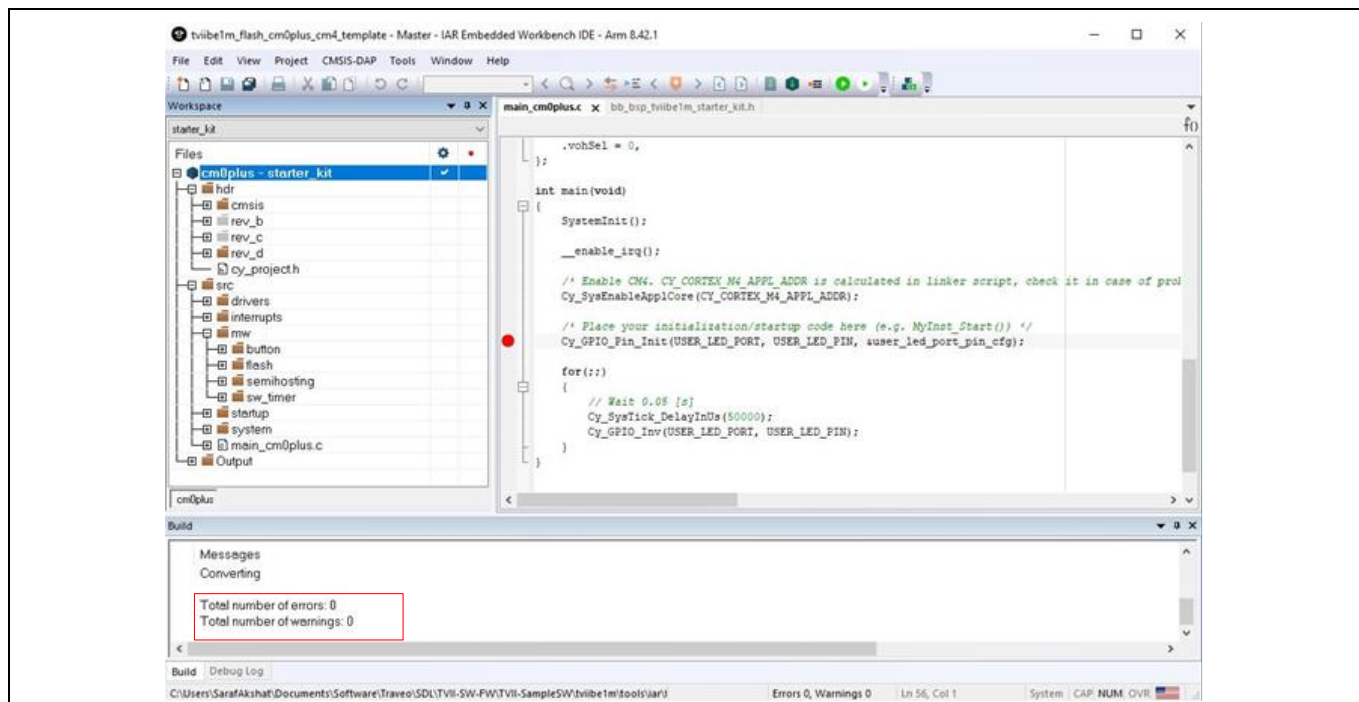 tviibe1m_flash_cm0plus_cm4_template - Master - IAR Embedded Workbench IDE - Arm 8.42.1
File Edit View Project CMSIS-DAP Tools Window Help
Workspace
main_cm0plus.c x bb_bsp_tviibe1m_starter_kit.h
starter_kit
f()
Files
cm0plus - starter_kit
hdr
cmsis
rev_b
rev_c
rev_d
cy_project.h
src
drivers
interrupts
mw
button
flash
semihosting
sw_timer
startup
system
main_cm0plus.c
Output
cm0plus
.vohSel = 0,
};
int main(void)
{
SystemInit();
__enable_irq();
/* Enable CM4. CY_CORTEX_M4_APPL_ADDR is calculated in linker script, check it in case of prol
Cy_SysEnableApplCore(CY_CORTEX_M4_APPL_ADDR);
/* Place your initialization/startup code here (e.g. MyInst_Start()) */
Cy_GPIO_Pin_Init(USER_LED_PORT, USER_LED_PIN, &user_led_port_pin_cfg);
for(;;)
{
// Wait 0.05 [s]
Cy_SysTick_DelayInUs(50000);
Cy_GPIO_Inv(USER_LED_PORT, USER_LED_PIN);
}
}
Build
Messages
Converting
Total number of errors: 0
Total number of warnings: 0
Build Debug Log
C:\Users\SarafAkshat\Documents\Software\Traveo\SDL\TVII-SW-FW\TVII-SampleSW\tviibe1m\tools\iar\ Errors 0, Warnings 0 Ln 56, Col 1 System CAP NUM OVR